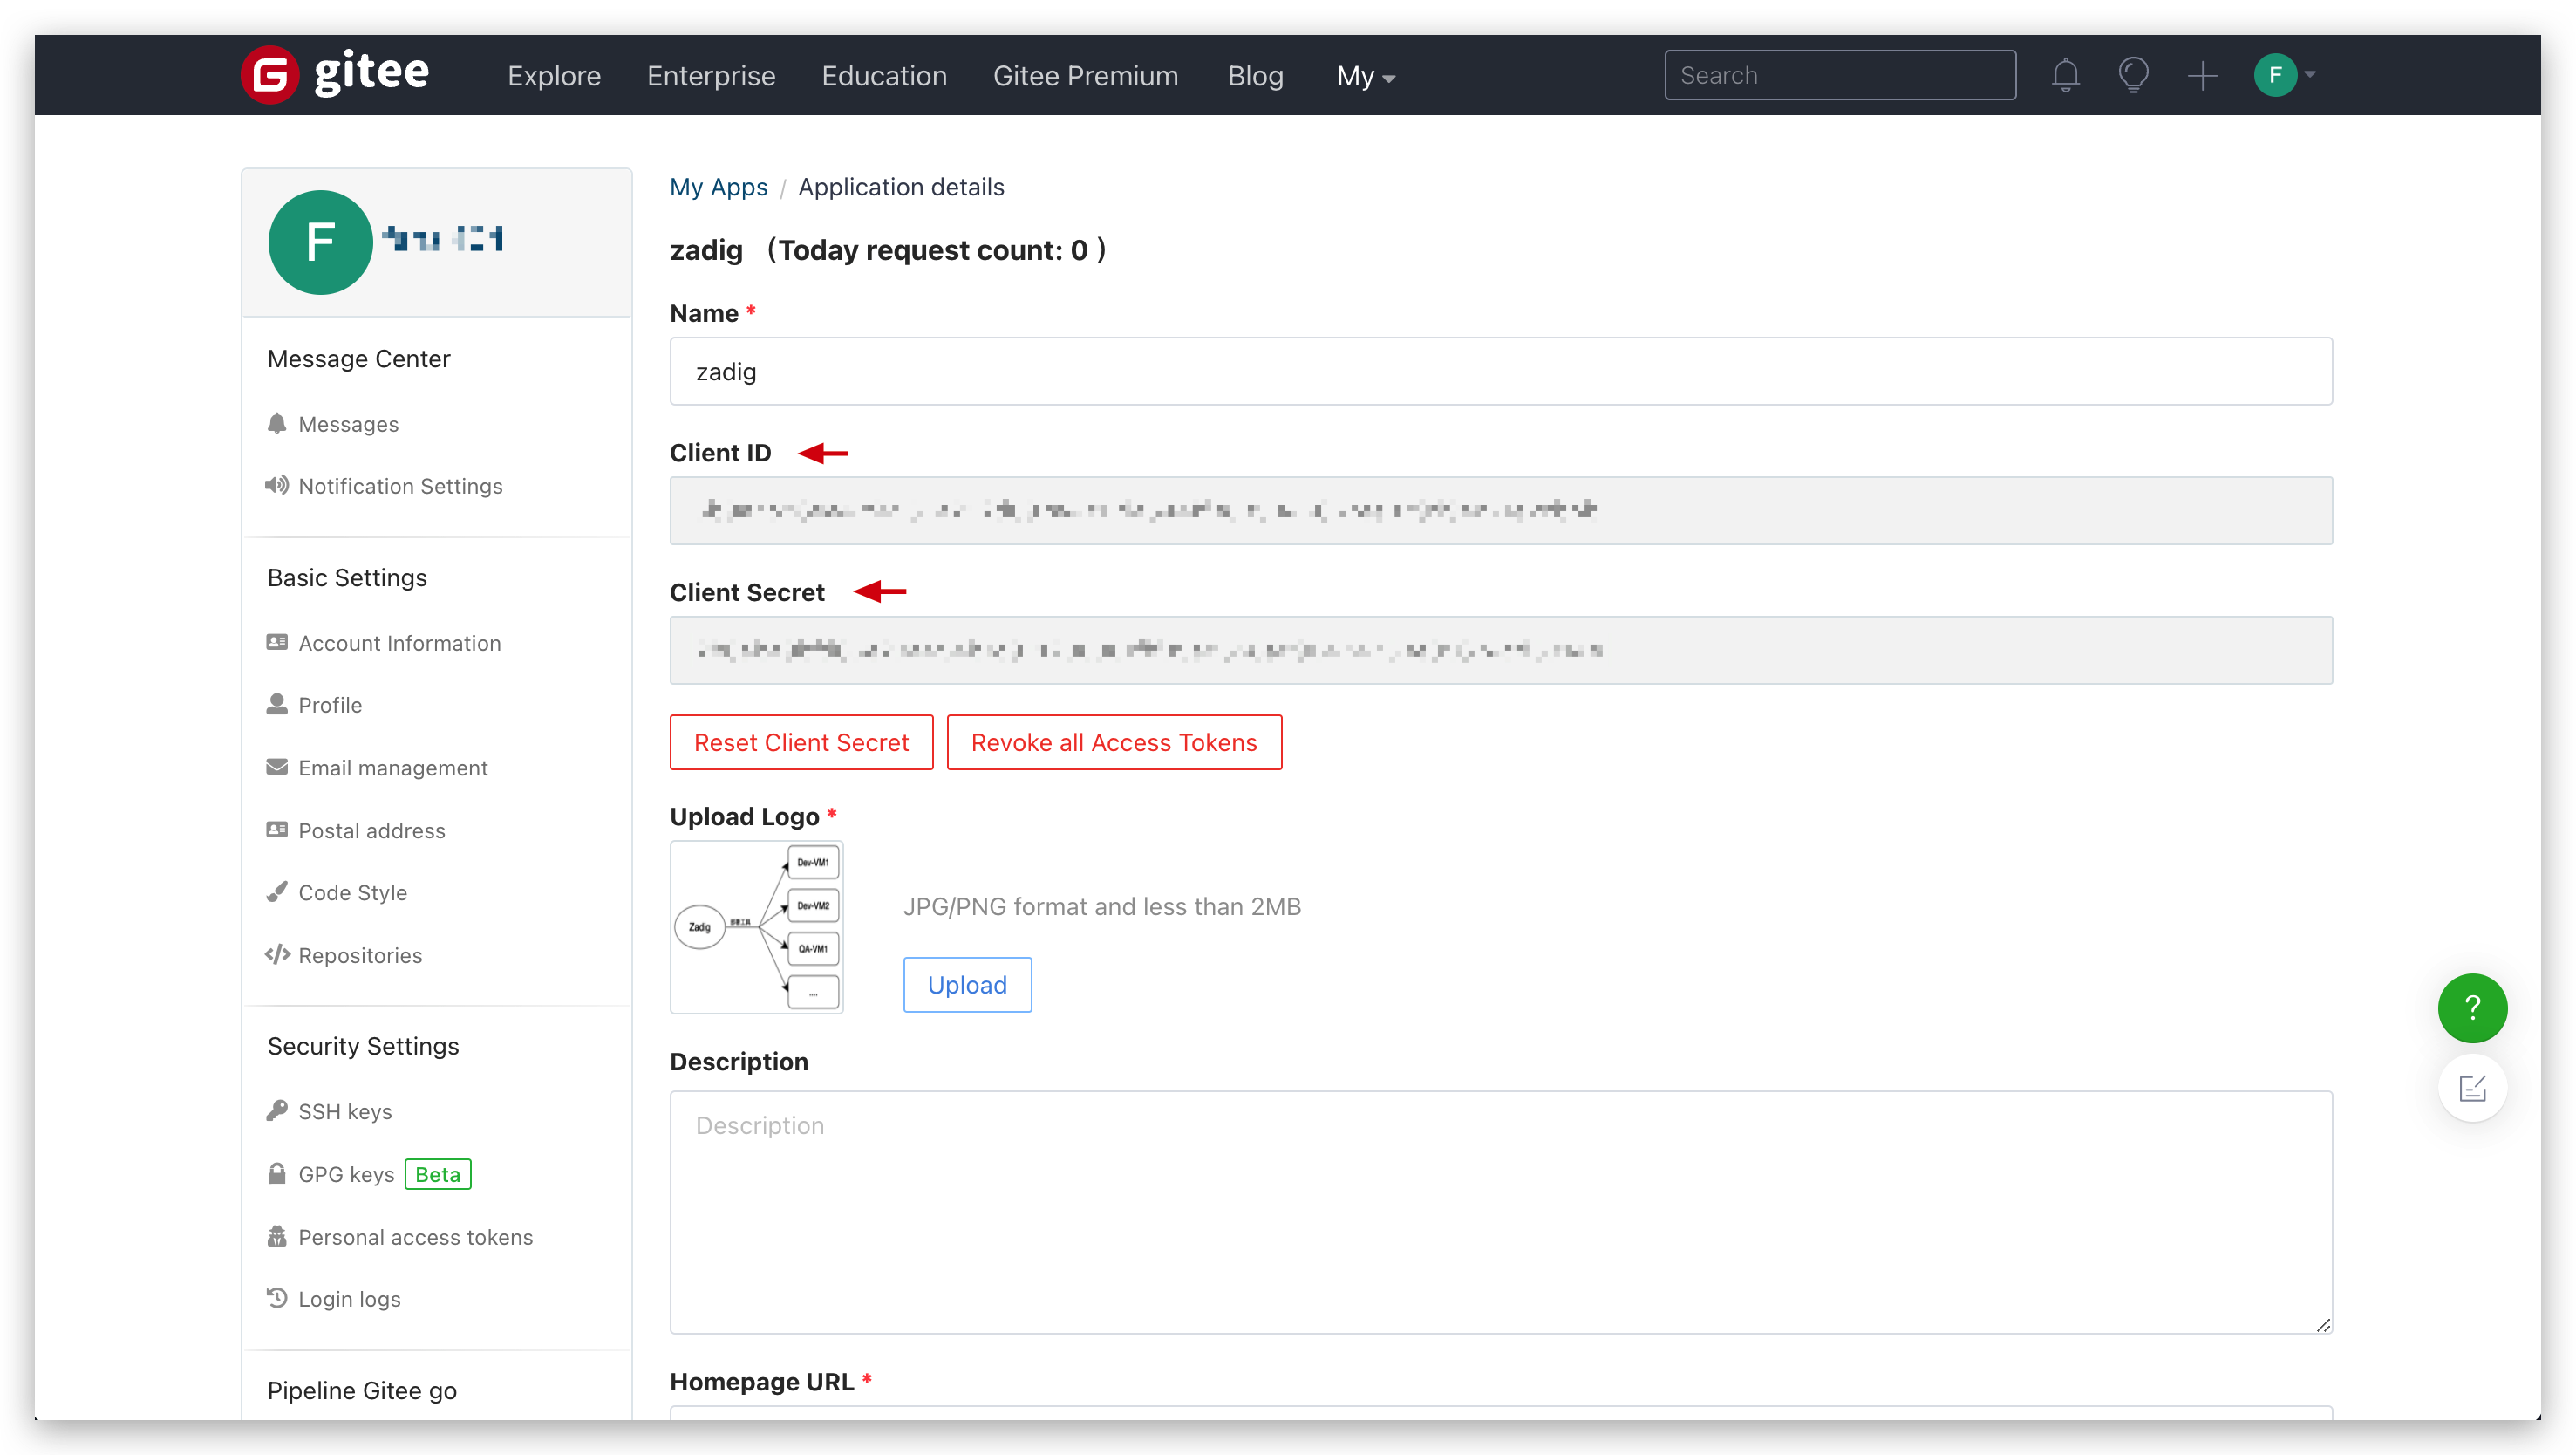 gitee
Explore Enterprise Education Gitee Premium Blog My
Search
F
F
Message Center
Messages
Notification Settings
Basic Settings
Account Information
Profile
Email management
Postal address
Code Style
Repositories
Security Settings
SSH keys
GPG keys Beta
Personal access tokens
Login logs
Pipeline Gitee go
My Apps / Application details
zadig （Today request count: 0 ）
Name *
zadig
Client ID
Client Secret
Reset Client Secret Revoke all Access Tokens
Upload Logo *
Dev-VM1
Dev-VM2
Zadig
部署工具
QA-VM1
....
JPG/PNG format and less than 2MB
Upload
Description
Description
Homepage URL *
?